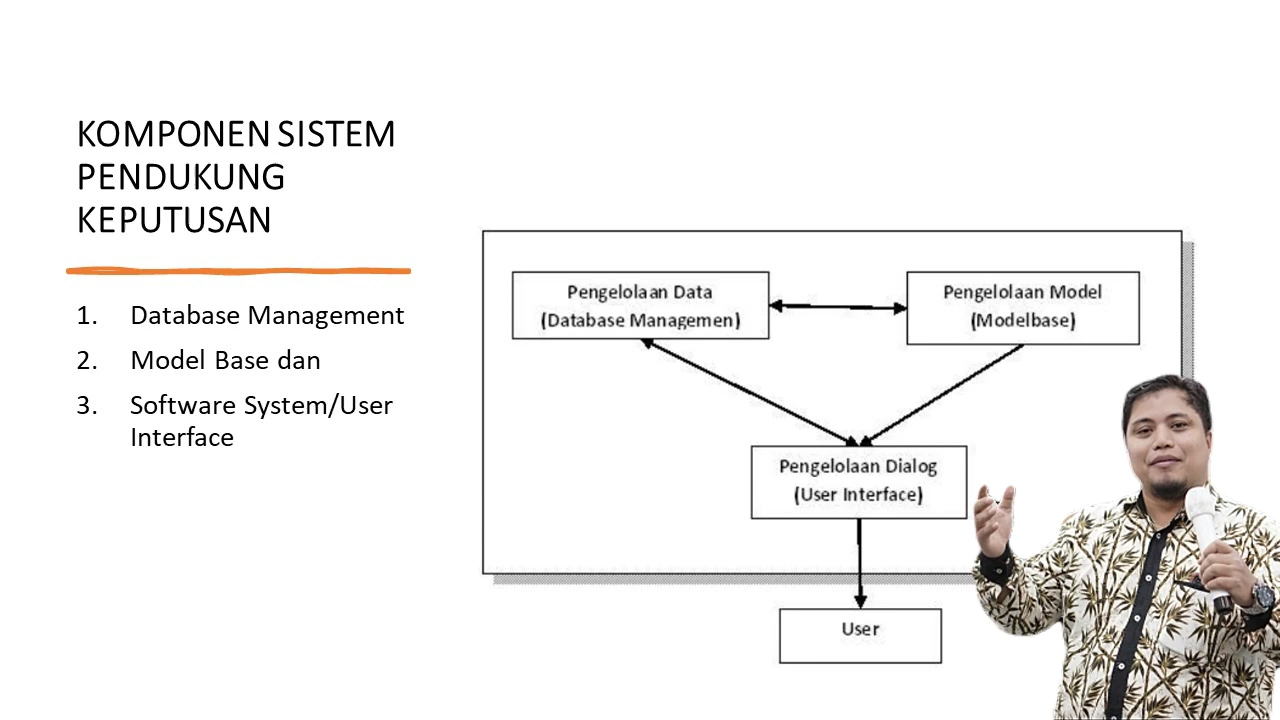 KOMPONEN SISTEM
PENDUKUNG
KEPUTUSAN
1. Database Management
2. Model Base dan
3. Software System/User
Interface
Pengelolaan Data
(Database Managemen)
Pengelolaan Model
(Modelbase)
Pengelolaan Dialog
(User Interface)
User